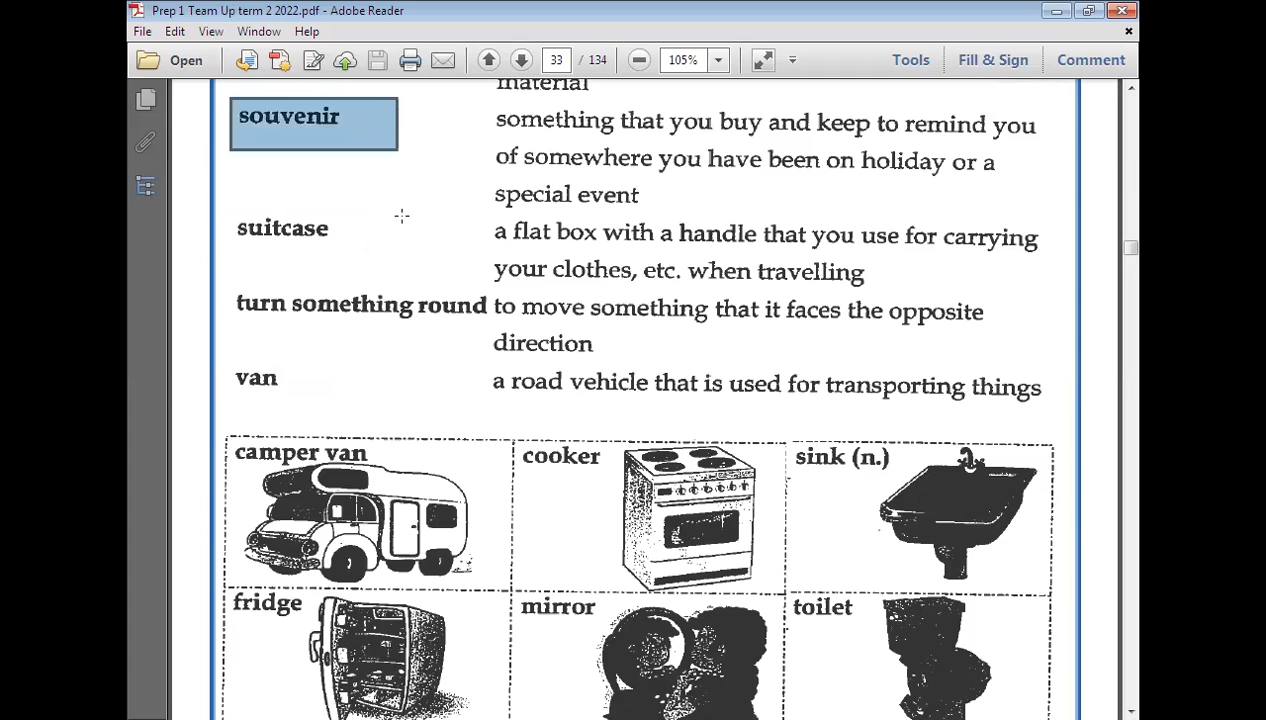 Prep 1 Team Up term 2 2022.pdf - Adobe Reader
File Edit View Window Help
Open 33 / 134 105% Tools Fill & Sign Comment
material
souvenir something that you buy and keep to remind you
of somewhere you have been on holiday or a
special event
suitcase a flat box with a handle that you use for carrying
your clothes, etc. when travelling
turn something round to move something that it faces the opposite
direction
van a road vehicle that is used for transporting things
camper van cooker sink (n.)
fridge mirror toilet